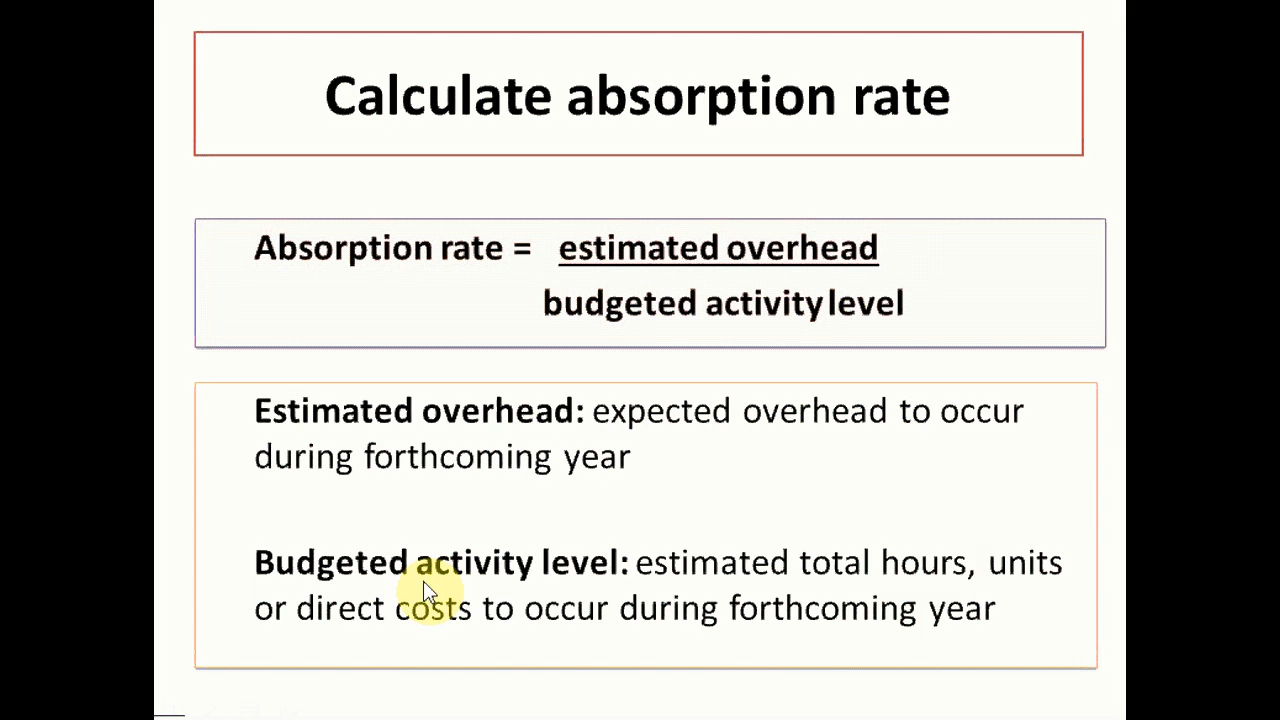 Calculate absorption rate
Absorption rate = estimated overhead
budgeted activity level
Estimated overhead: expected overhead to occur
during forthcoming year
Budgeted activity level: estimated total hours, units
or direct costs to occur during forthcoming year